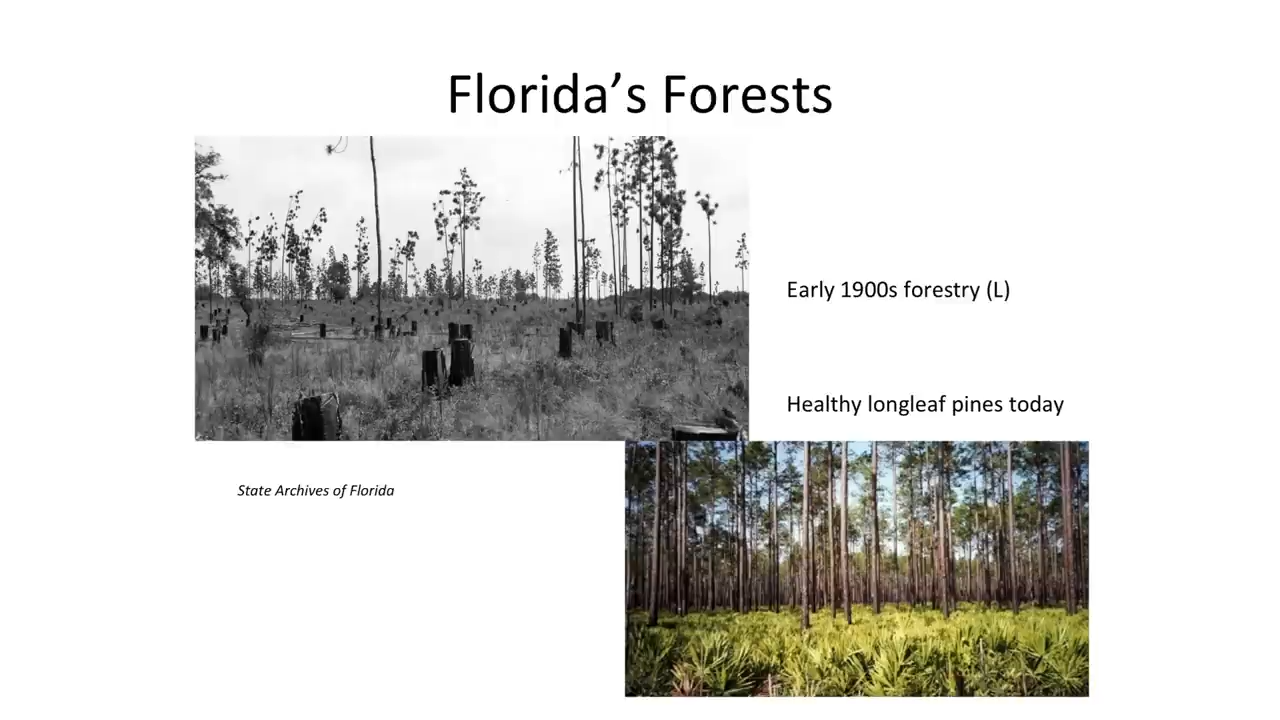 Florida’s Forests
Early 1900s forestry (L)
Healthy longleaf pines today
State Archives of Florida